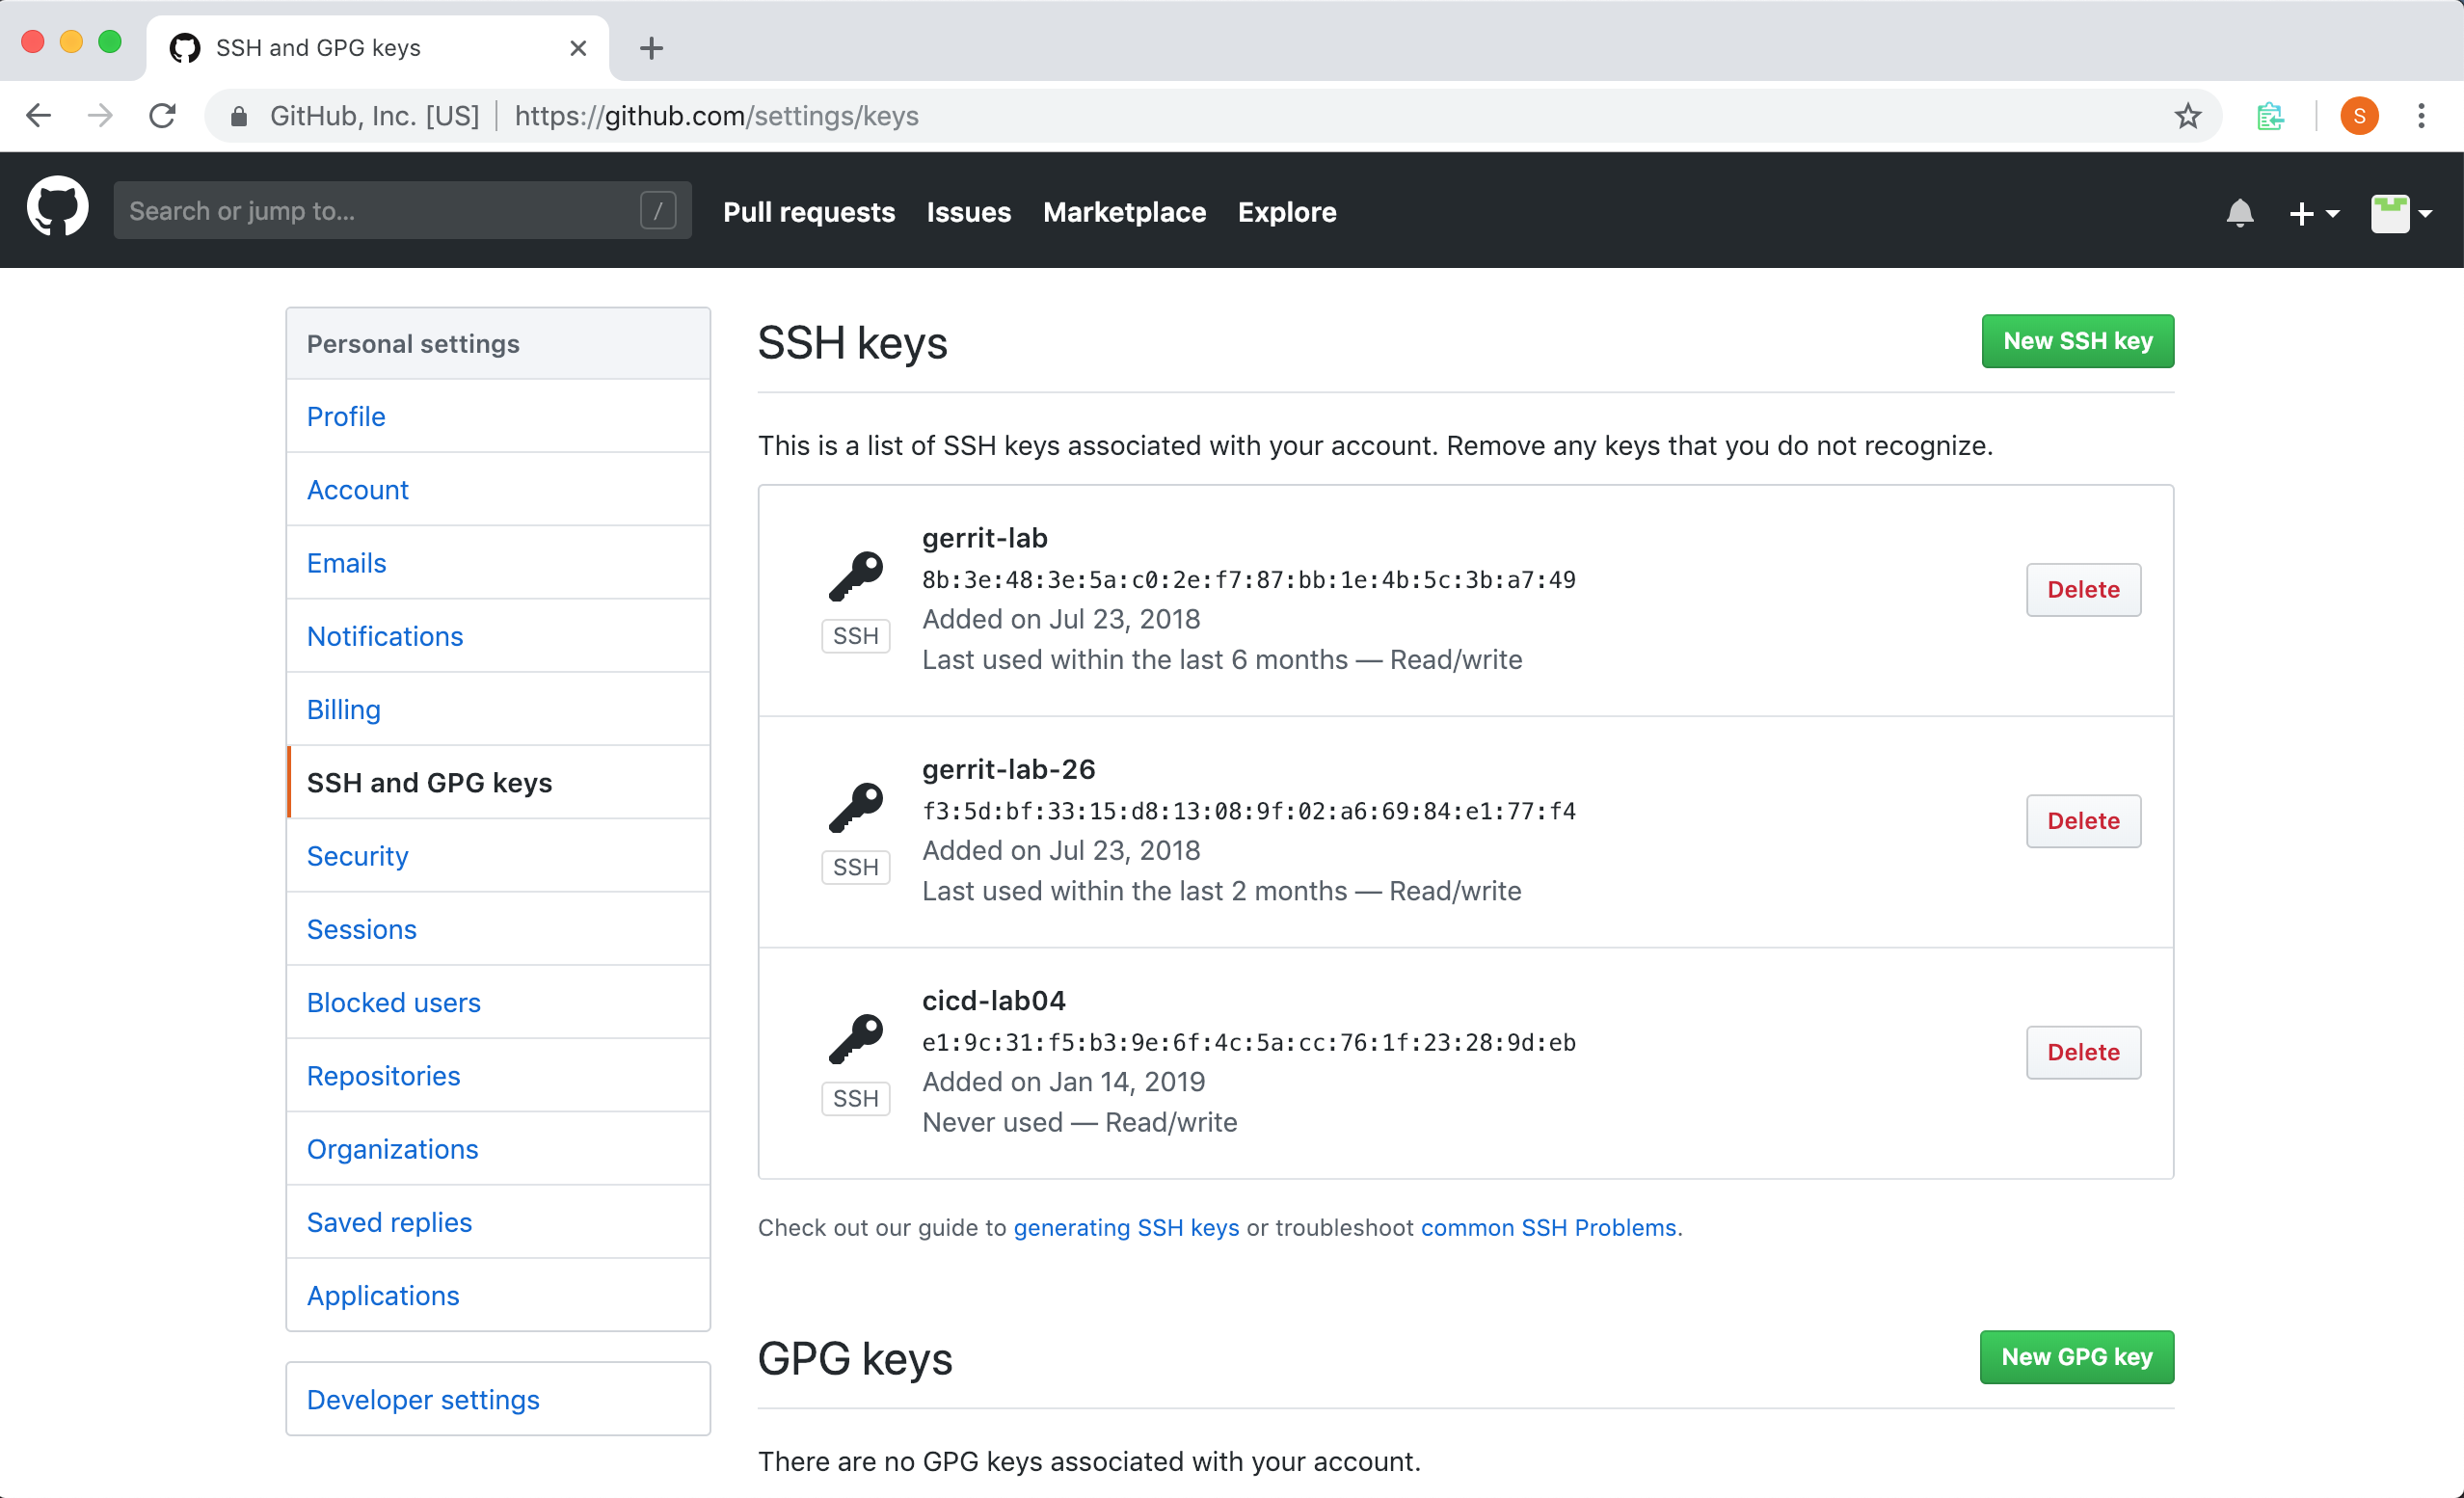 SSH and GPG keys
GitHub, Inc. [US] https://github.com/settings/keys
S
Search or jump to... /
Pull requests Issues Marketplace Explore
Personal settings
Profile
Account
Emails
Notifications
Billing
SSH and GPG keys
Security
Sessions
Blocked users
Repositories
Organizations
Saved replies
Applications
Developer settings
SSH keys
New SSH key
This is a list of SSH keys associated with your account. Remove any keys that you do not recognize.
gerrit-lab
8b:3e:48:3e:5a:c0:2e:f7:87:bb:1e:4b:5c:3b:a7:49
Added on Jul 23, 2018
Last used within the last 6 months — Read/write
SSH
Delete
gerrit-lab-26
f3:5d:bf:33:15:d8:13:08:9f:02:a6:69:84:e1:77:f4
Added on Jul 23, 2018
Last used within the last 2 months — Read/write
SSH
Delete
cicd-lab04
e1:9c:31:f5:b3:9e:6f:4c:5a:cc:76:1f:23:28:9d:eb
Added on Jan 14, 2019
Never used — Read/write
SSH
Delete
Check out our guide to generating SSH keys or troubleshoot common SSH Problems.
GPG keys
New GPG key
There are no GPG keys associated with your account.